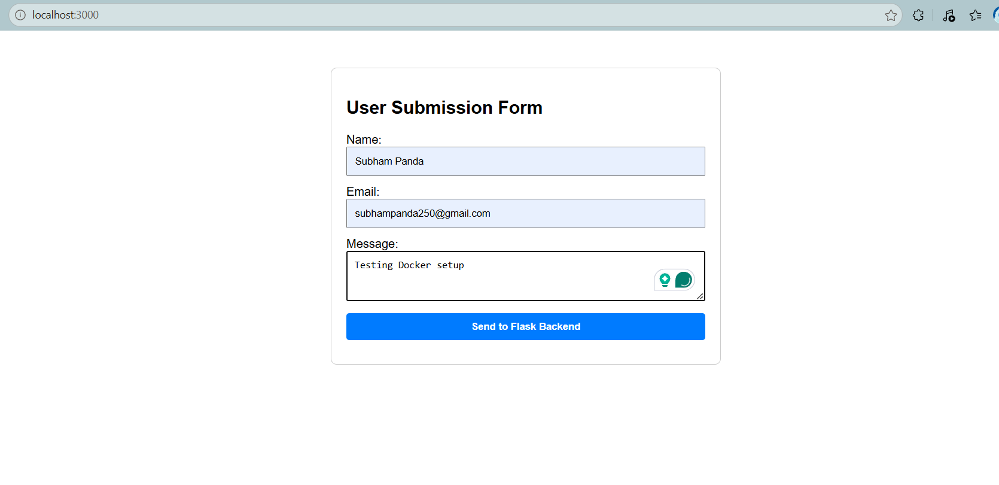 localhost:3000
User Submission Form
Name:
Subham Panda
Email:
subhampanda250@gmail.com
Message:
Testing Docker setup
Send to Flask Backend